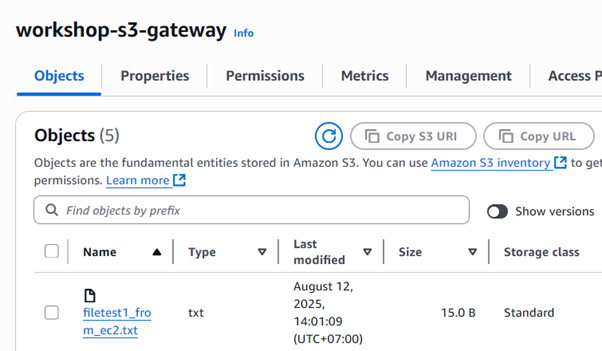 workshop-s3-gateway Info
Objects Properties Permissions Metrics Management Access P
Objects (5) Copy S3 URI Copy URL
Objects are the fundamental entities stored in Amazon S3. You can use Amazon S3 inventory to get
permissions. Learn more
Find objects by prefix Show versions
Name Type Last modified Size Storage class
filetest1_fro
m_ec2.txt
txt
August 12,
2025,
14:01:09
(UTC+07:00)
15.0 B
Standard